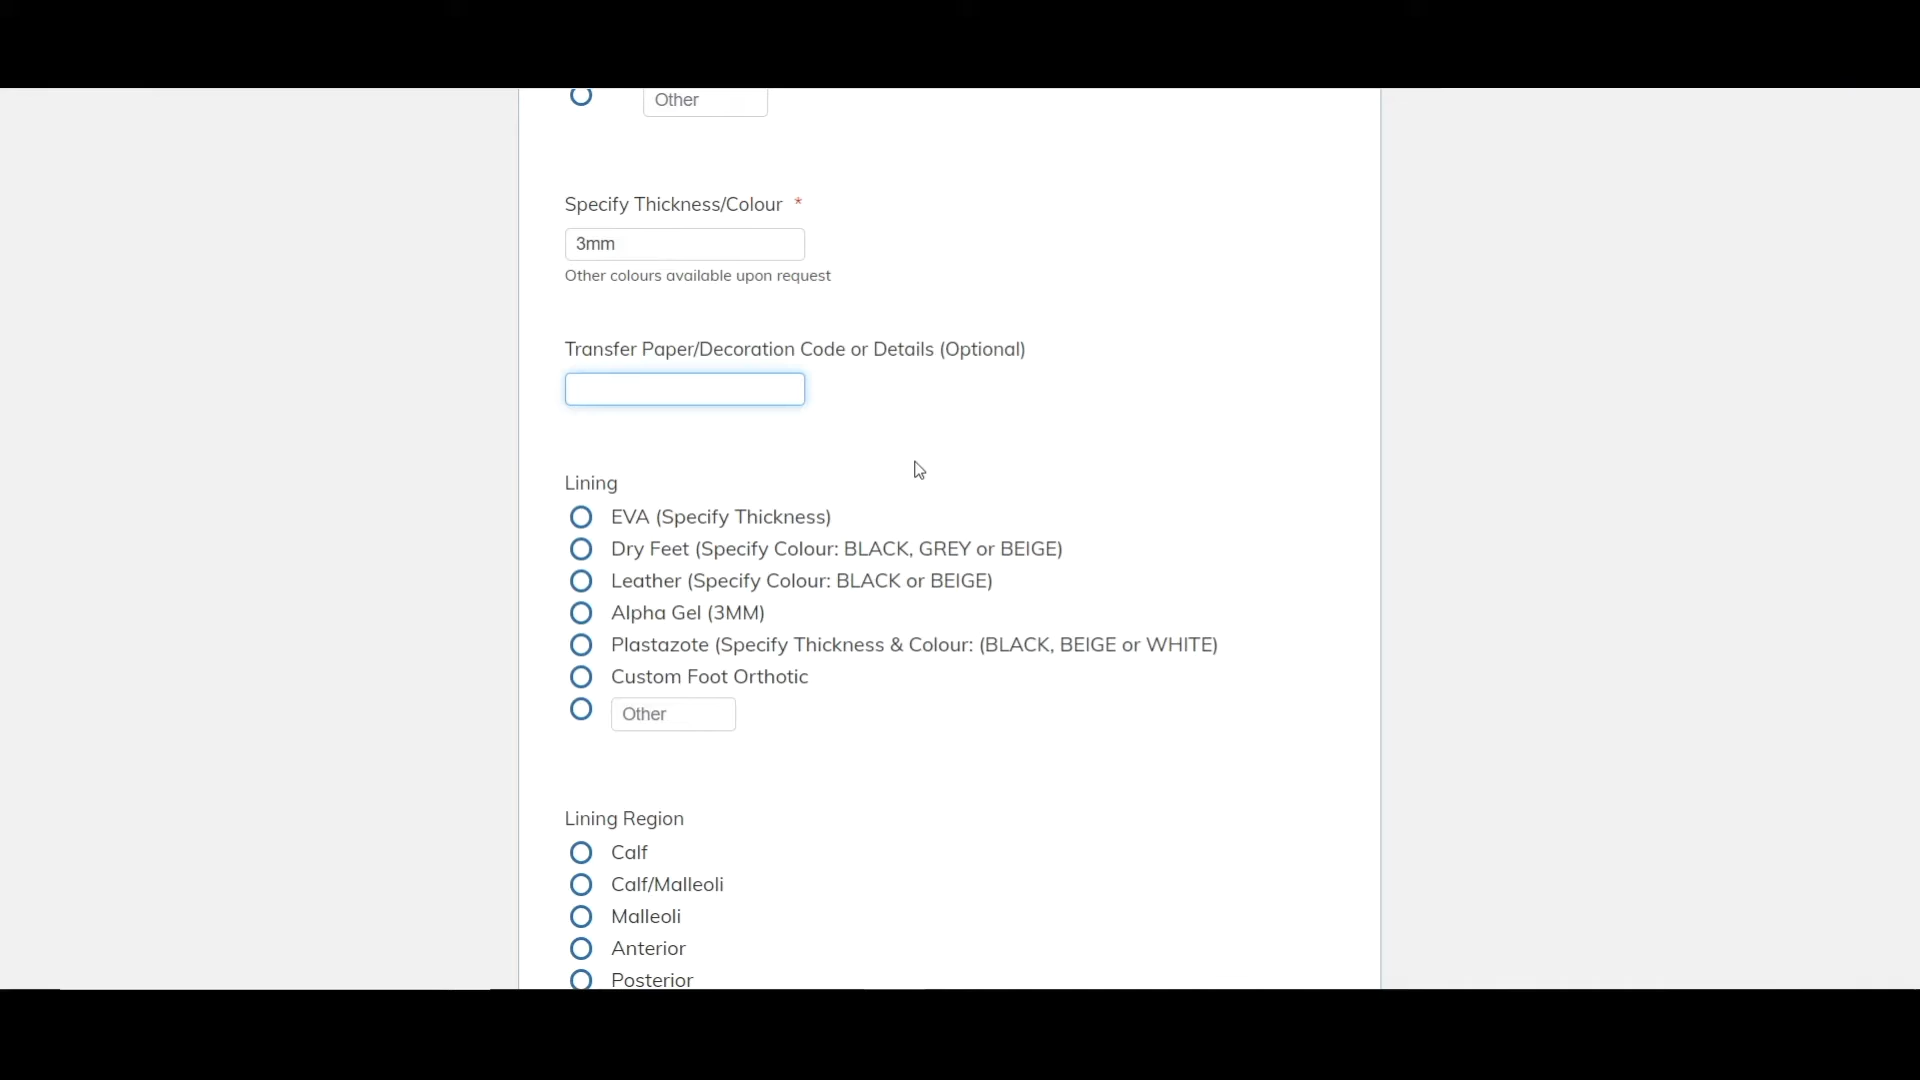 Other
Specify Thickness/Colour *
3mm
Other colours available upon request
Transfer Paper/Decoration Code or Details (Optional)
Lining
EVA (Specify Thickness)
Dry Feet (Specify Colour: BLACK, GREY or BEIGE)
Leather (Specify Colour: BLACK or BEIGE)
Alpha Gel (3MM)
Plastazote (Specify Thickness & Colour: (BLACK, BEIGE or WHITE)
Custom Foot Orthotic
Other
Lining Region
Calf
Calf/Malleoli
Malleoli
Anterior
Posterior